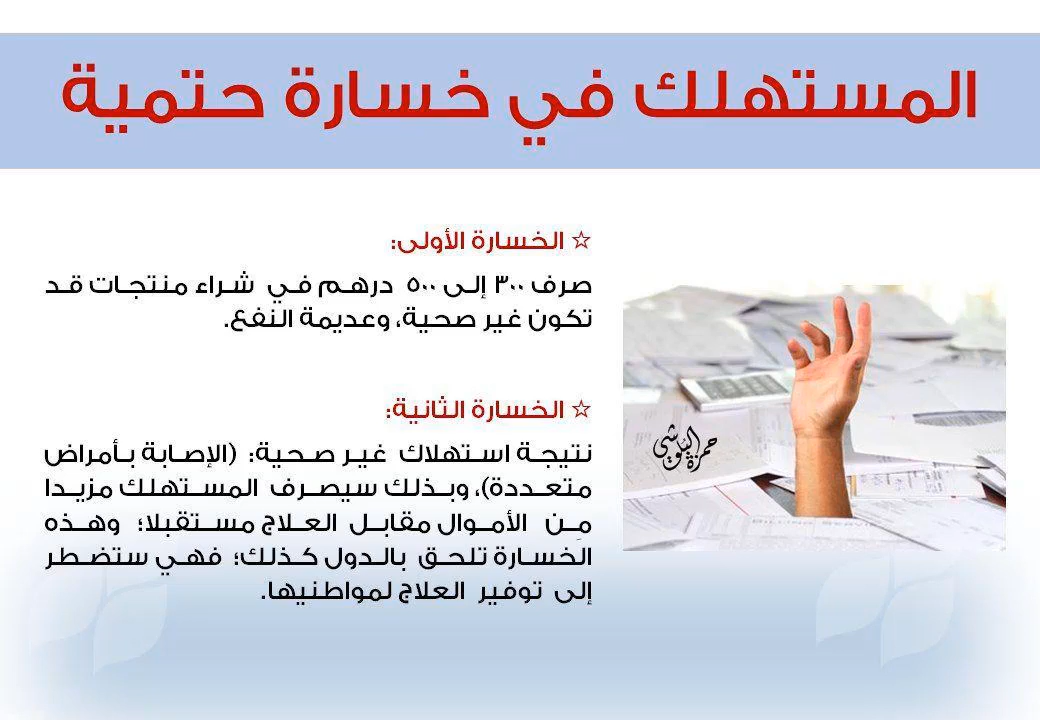 المستهلك في خسارة حتمية
☆ الخسارة الأولى:
صرف ٣٠٠ إلى ٥٠٠ درهم في شراء منتجات قد
تكون غير صحية، وعديمة النفع.
☆ الخسارة الثانية:
نتيجة استهلاك غير صحية: (الإصابة بأمراض
متعددة)، وبذلك سيصرف المستهلك مزيدا
مِن الأموال مقابل العلاج مستقبلا؛ وهذه
الخسارة تلحق بالدول كذلك؛ فهي ستضطر
إلى توفير العلاج لمواطنيها.
حمزة البلوشي